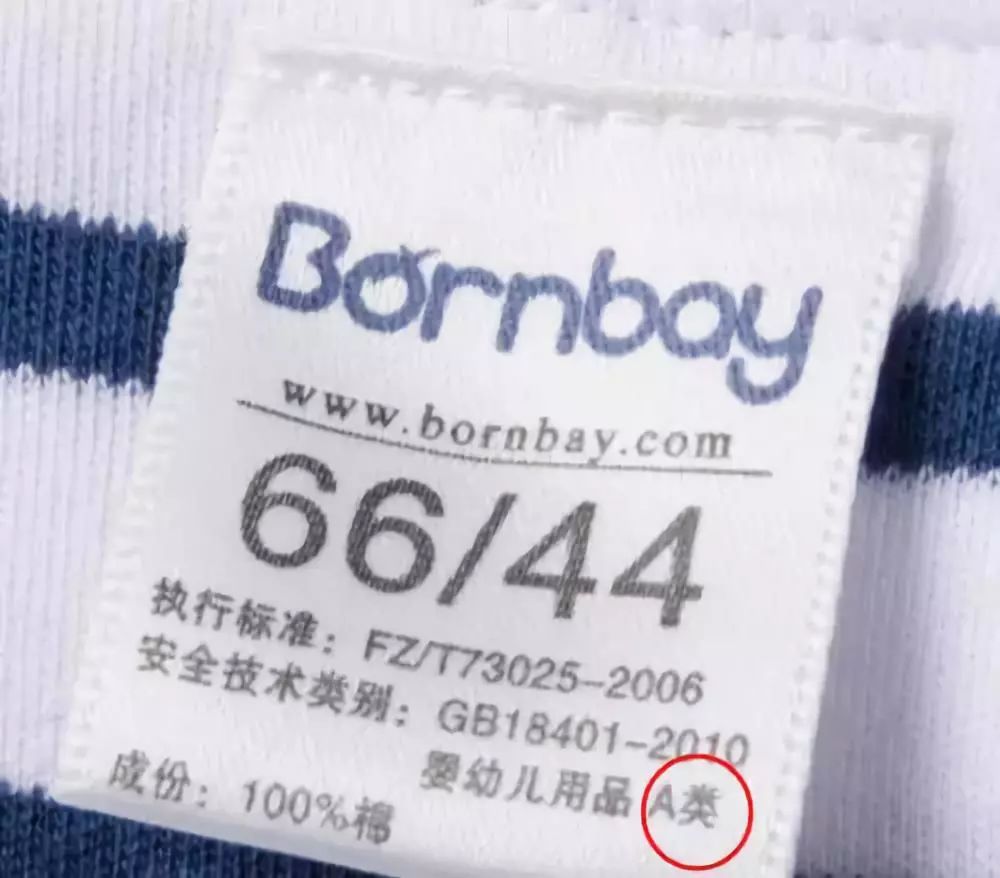 Bornbay
www.bornbay.com
66/44
执行标准：FZ/T73025-2006
安全技术类别：GB18401-2010
婴幼儿用品 A类
成份：100%棉